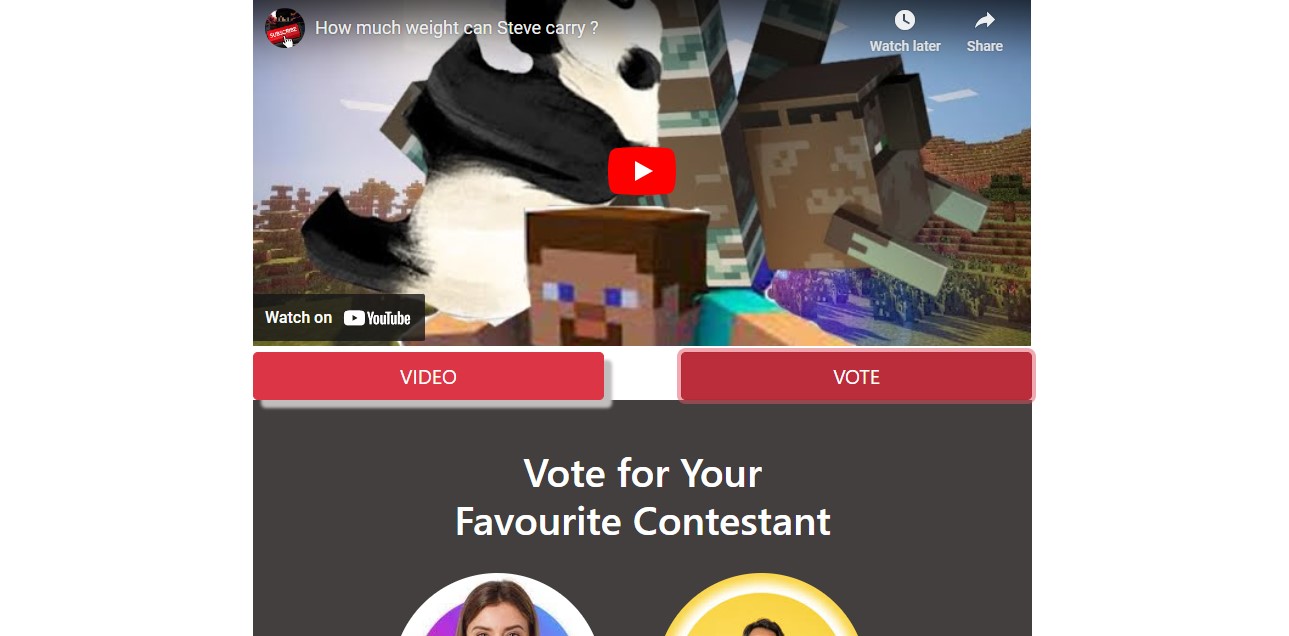 SUBSCRIBE
How much weight can Steve carry ?
Watch later
Share
Watch on YouTube
VIDEO
VOTE
Vote for Your
Favourite Contestant